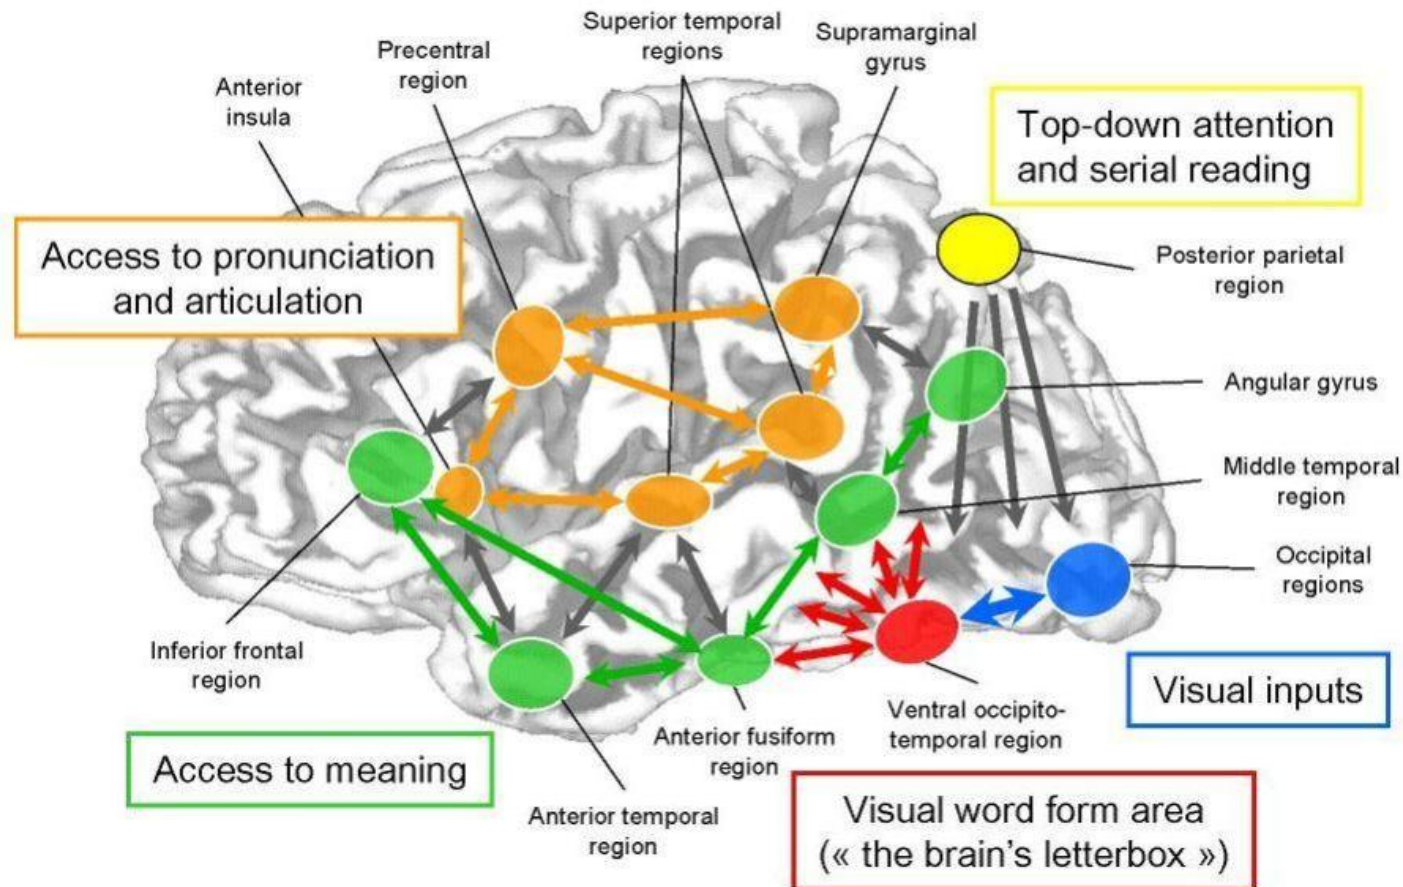 Superior temporal
regions
Supramarginal
gyrus
Precentral
region
Anterior
insula
Top-down attention
and serial reading
Access to pronunciation
and articulation
Posterior parietal
region
Angular gyrus
Middle temporal
region
Occipital
regions
Inferior frontal
region
Visual inputs
Ventral occipito-
temporal region
Anterior fusiform
region
Access to meaning
Anterior temporal
region
Visual word form area
(« the brain's letterbox »)